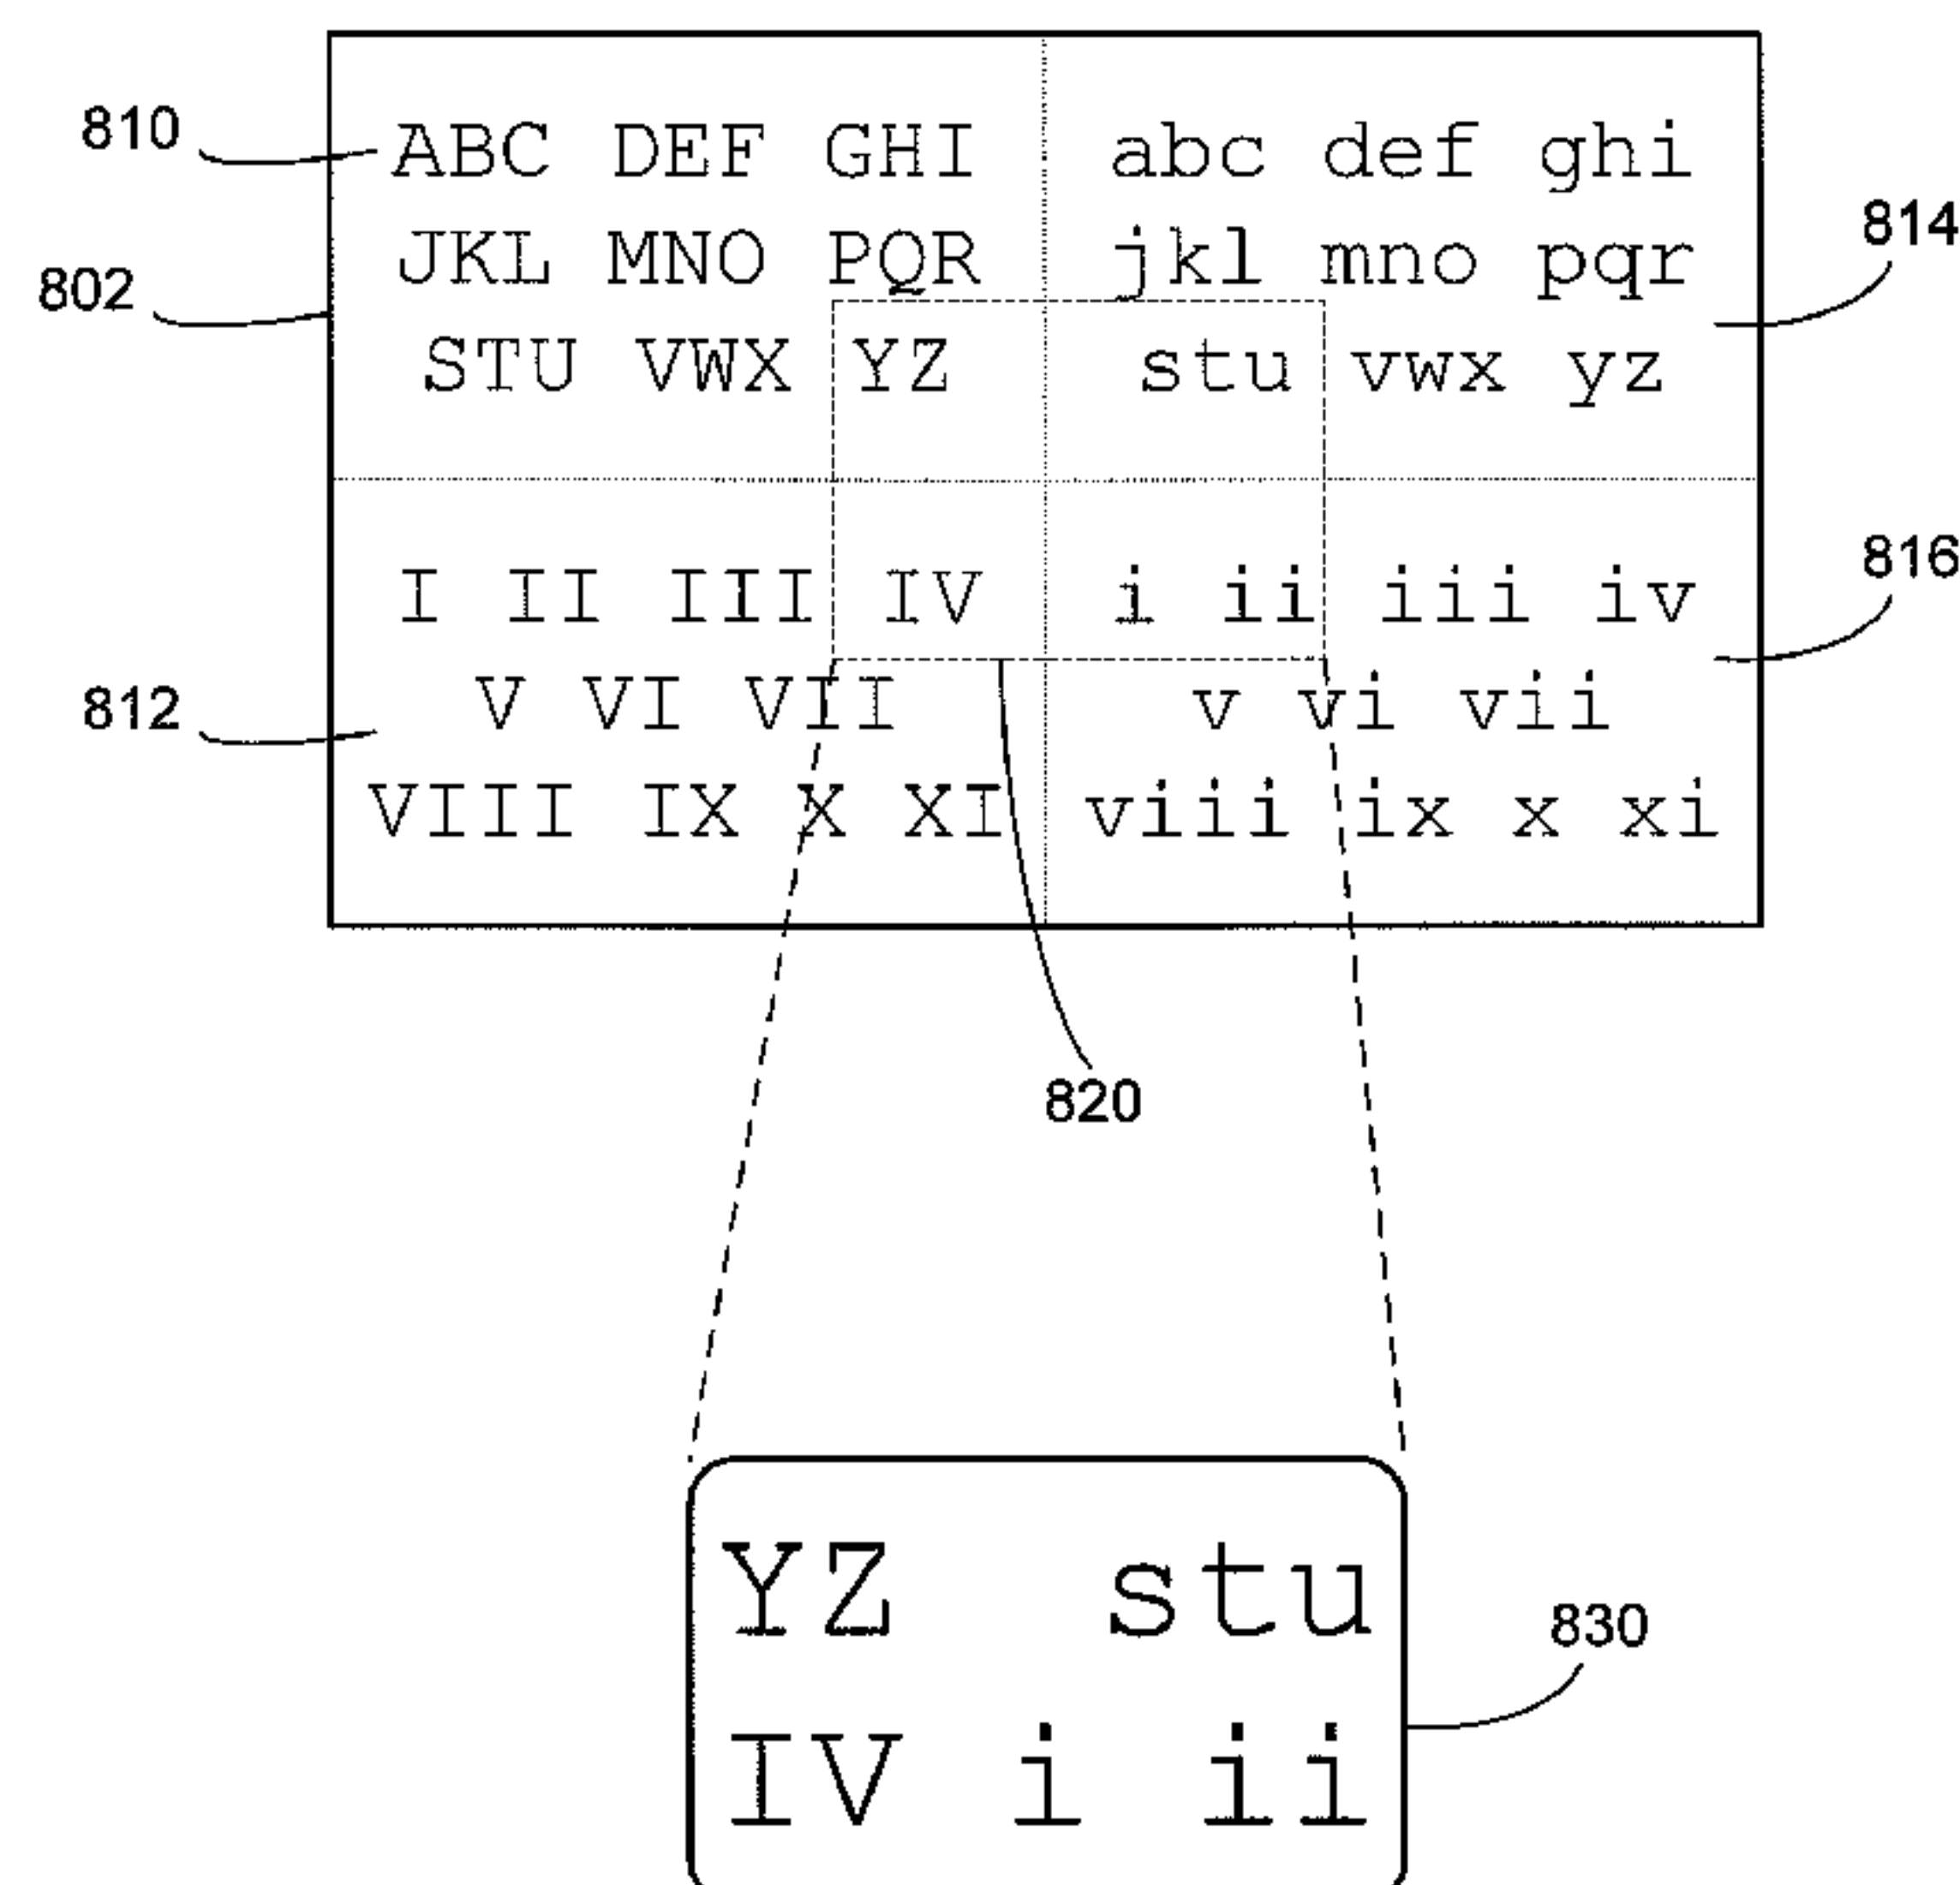 810
802
812
ABC DEF GHI
JKL MNO PQR
STU VWX YZ
abc def ghi
jkl mno pqr
stu vwx yz
814
816
I II III IV
V VI VII
VIII IX X XI
i ii iii iv
v vi vii
viii ix x xi
820
YZ stu
IV i ii
830